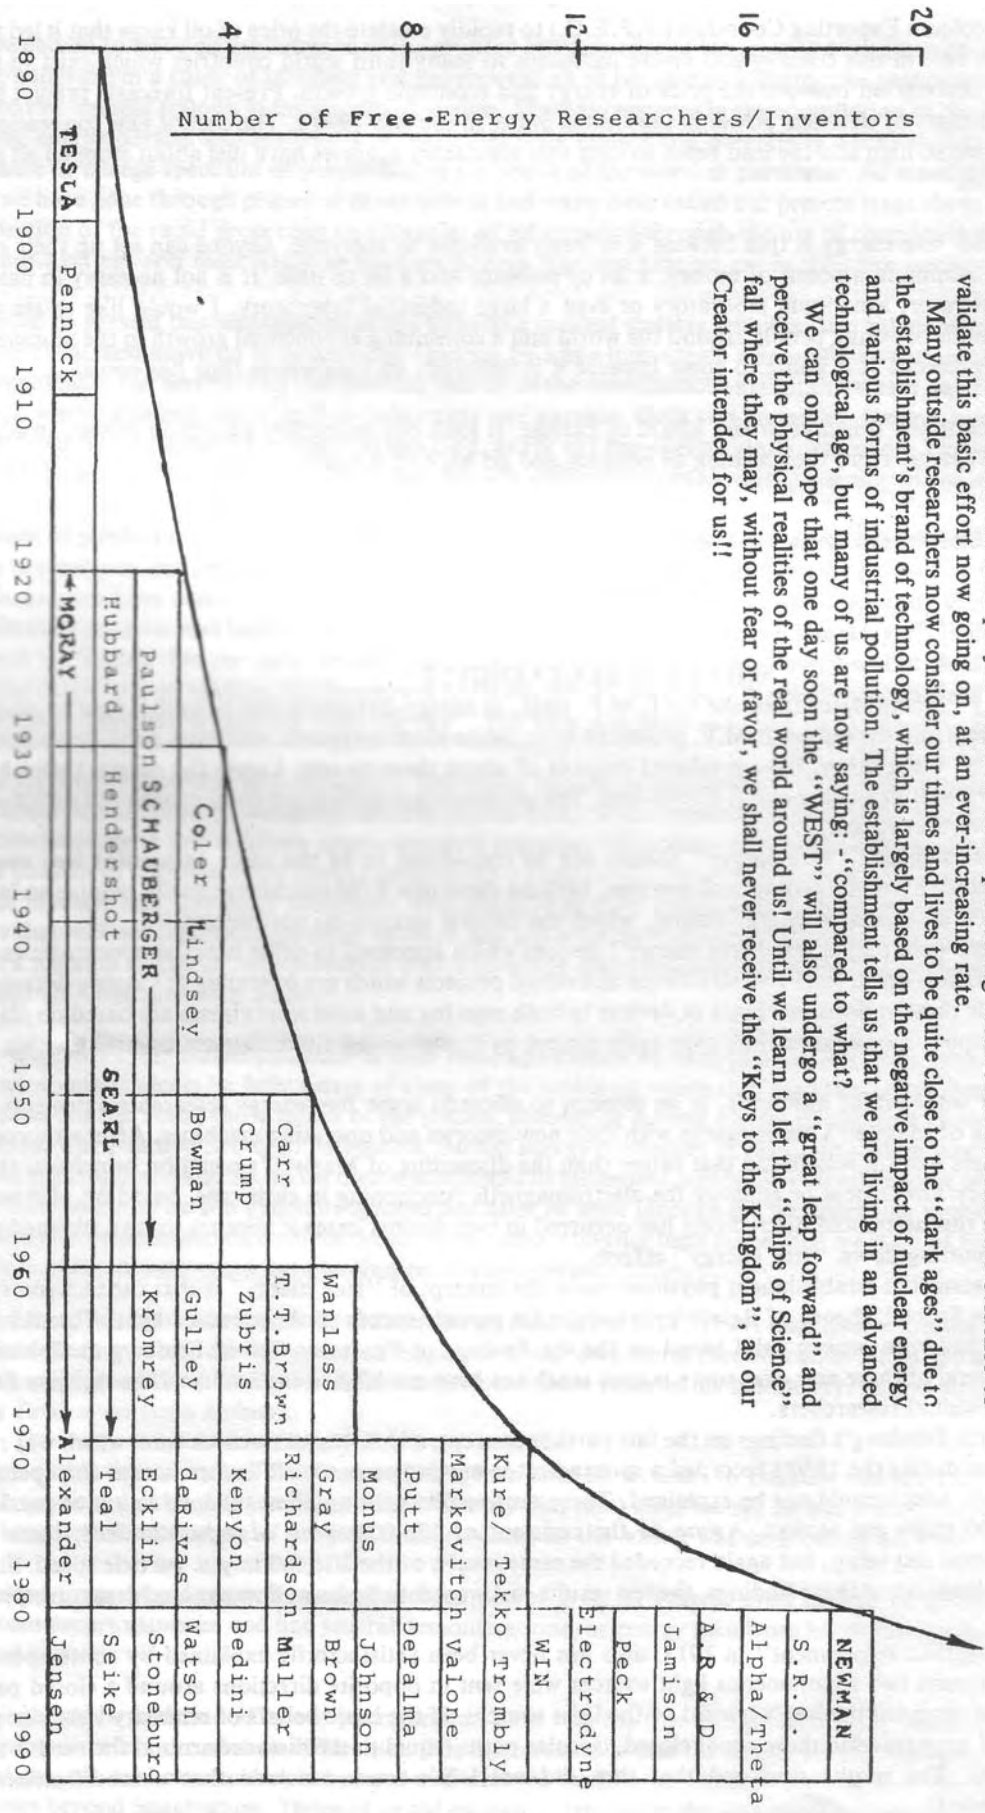 validate this basic effort now going on, at an ever-increasing rate.
Many outside researchers now consider our times and lives to be quite close to the "dark ages", due to
the establishment's brand of technology, which is largely based on the negative impact of nuclear energy
and various forms of industrial pollution. The establishment tells us that we are living in an advanced
technological age, but many of us are now saying: -"compared to what?
We can only hope that one day soon the "WEST" will also undergo a "great leap forward" and
perceive the physical realities of the real world around us! Until we learn to let the "chips of Science"
fall where they may, without fear or favor, we shall never receive the "Keys to the Kingdom", as our
Creator intended for us!!
Number of Free-Energy Researchers/Inventors
20
16
12
8
4
NEWMAN
S.R.O.
Alpha Theta
A. & D.
Jamison
Peck
Electrodyne
WIN
Kure/Tekko Tromby
Markovitch Valone
Putt DePalla
Monus Johnson
Wanlass Gray Brown
Carr T.T.Brown Richardson Muller
Crump Zubris Xenon Bellinr
Coler Lindsey Bowman Gulley deRivas Watson
Paulson SCHAUBERGER Kromrey Ecklin Stoneburg
Hubbard Hendershot SEARL Teal Seike
TESLA Pennock MORAY Alexander Jensen
1890 1900 1910 1920 1930 1940 1950 1960 1970 1980 1990